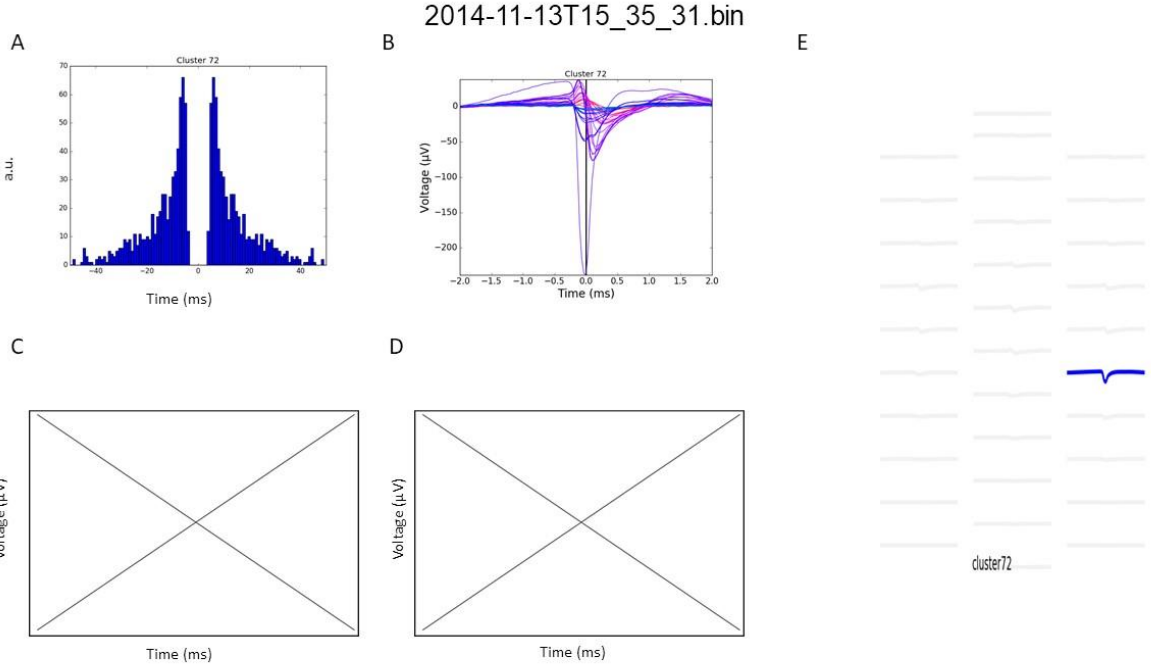 2014-11-13T15_35_31.bin
A
B
E
Cluster 72
70
60
50
40
30
20
10
0
a.u.
−40
−20
0
20
40
Time (ms)
Cluster 72
0
−50
−100
−150
−200
Voltage (µV)
−2.0
−1.5
−1.0
−0.5
0.0
0.5
1.0
1.5
2.0
Time (ms)
C
D
Voltage (µV)
Time (ms)
Voltage (µV)
Time (ms)
cluster72